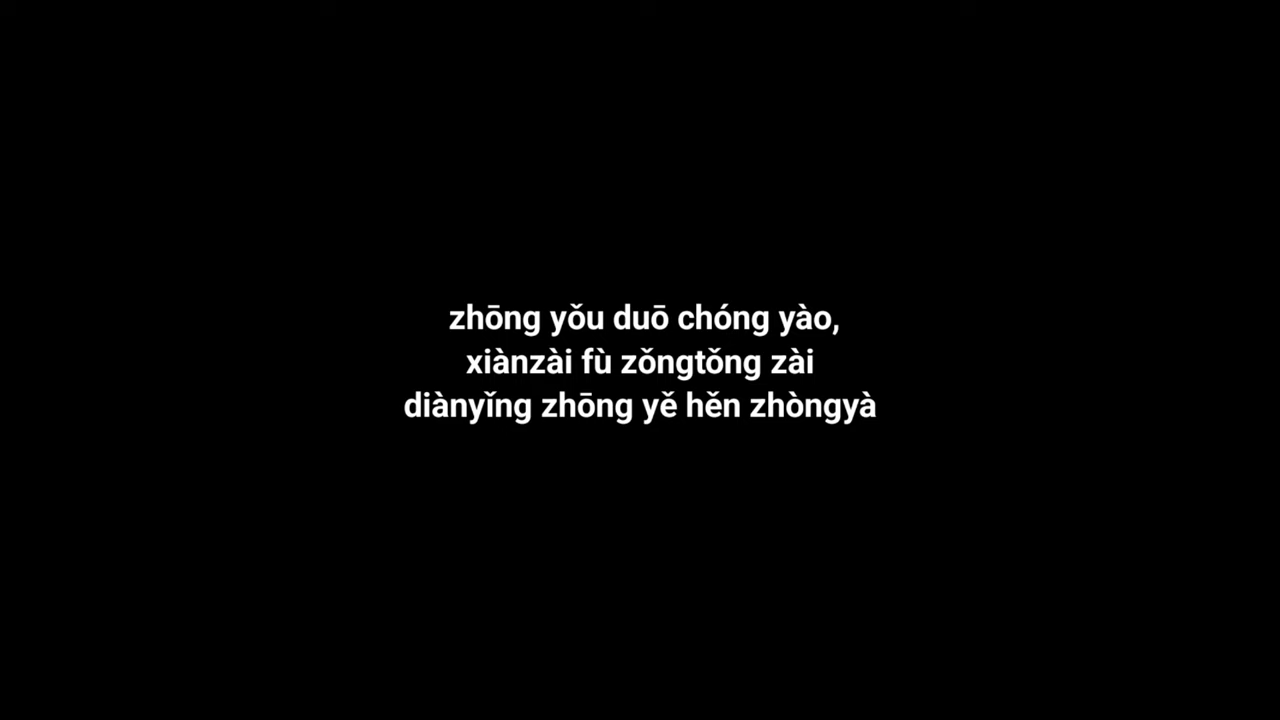 zhōng yǒu duō chóng yào,
xiànzài fù zǒngtǒng zài
diànyǐng zhōng yě hěn zhòngyà